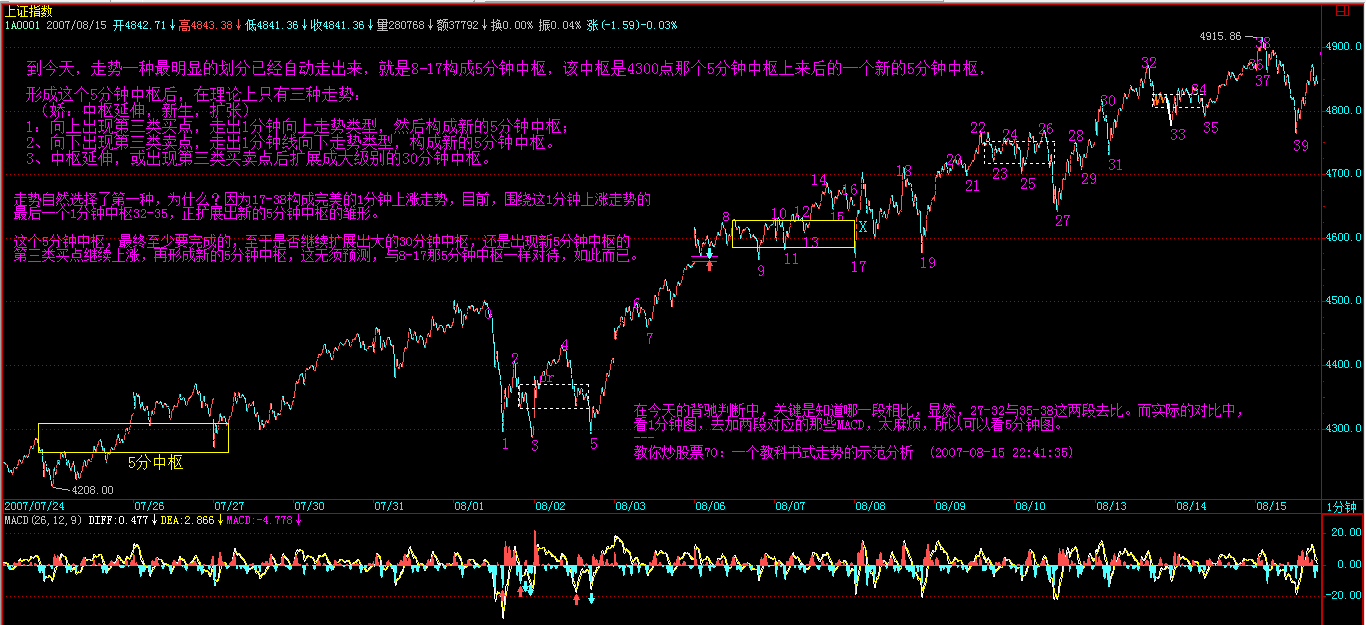 上证指数
1A0001 2007/08/15 开4842.71↓高4843.38↓低4841.36↓收4841.36↓量280768↓额37792↓换0.00% 振0.04% 涨(-1.59)-0.03%
4915.86
到今天，走势一种最明显的划分已经自动走出来，就是8-17构成5分钟中枢，该中枢是4300点那个5分钟中枢上来后的一个新的5分钟中枢，
形成这个5分钟中枢后，在理论上只有三种走势：
（娇：中枢延伸，新生，扩张）
1：向上出现第三类买点，走出1分钟向上走势类型，然后构成新的5分钟中枢；
2、向下出现第三类卖点，走出1分钟线向下走势类型，构成新的5分钟中枢。
3、中枢延伸，或出现第三类买卖点后扩展成大级别的30分钟中枢。
走势自然选择了第一种，为什么？因为17-38构成完美的1分钟上涨走势，目前，围绕这1分钟上涨走势的
最后一个1分钟中枢32-35，正扩展出新的5分钟中枢的雏形。
这个5分钟中枢，最终至少要完成的，至于是否继续扩展出大的30分钟中枢，还是出现新5分钟中枢的
第三类买点继续上涨，再形成新的5分钟中枢，这无须预测，与8-17那5分钟中枢一样对待，如此而已。
4900.0
4800.0
4700.0
4600.0
4500.0
4400.0
4300.0
0
1
2
3
4
5
6
7
8
9
10
11
12
13
14
15
16
17
X
18
19
20
21
22
23
24
25
26
27
28
29
30
31
32
33
34
35
36
37
38
39
在今天的背驰判断中，关键是知道哪一段相比，显然，27-32与35-38这两段去比。而实际的对比中，
看1分钟图，去加两段对应的那些MACD，太麻烦，所以可以看5分钟图。
---
教你炒股票70：一个教科书式走势的示范分析 （2007-08-15 22:41:35)
5分中枢
4208.00
2007/07/24 07/26 07/27 07/30 07/31 08/01 08/02 08/03 08/06 08/07 08/08 08/09 08/10 08/13 08/14 08/15 1分钟
MACD(26,12,9) DIFF:0.477↓DEA:2.866↓MACD:-4.778↓
20.00
0.00
-20.00